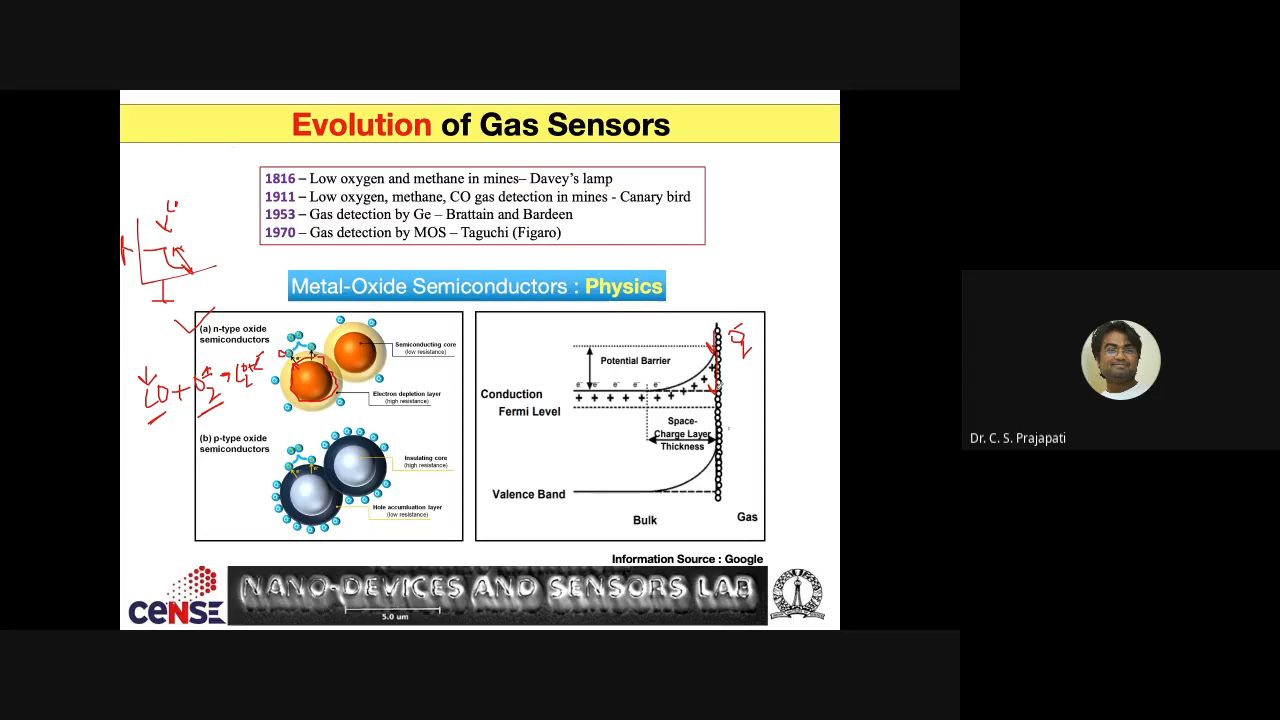 Evolution of Gas Sensors
1816 – Low oxygen and methane in mines– Davey's lamp
1911 – Low oxygen, methane, CO gas detection in mines - Canary bird
1953 – Gas detection by Ge – Brattain and Bardeen
1970 – Gas detection by MOS – Taguchi (Figaro)
Metal-Oxide Semiconductors : Physics
(a) n-type oxide
semiconductors
Semiconducting core
(low resistance)
Electron depletion layer
(high resistance)
(b) p-type oxide
semiconductors
Insulating core
(high resistance)
Hole accumluation layer
(low resistance)
CO + O2
Potential Barrier
e- e- e- e- e-
+ + + + + + + + + +
Conduction
Fermi Level
Space-
Charge Layer
Thickness
Valence Band
Bulk
Gas
Information Source : Google
CENSE
NANO-DEVICES AND SENSORS LAB
5.0 um
Dr. C. S. Prajapati